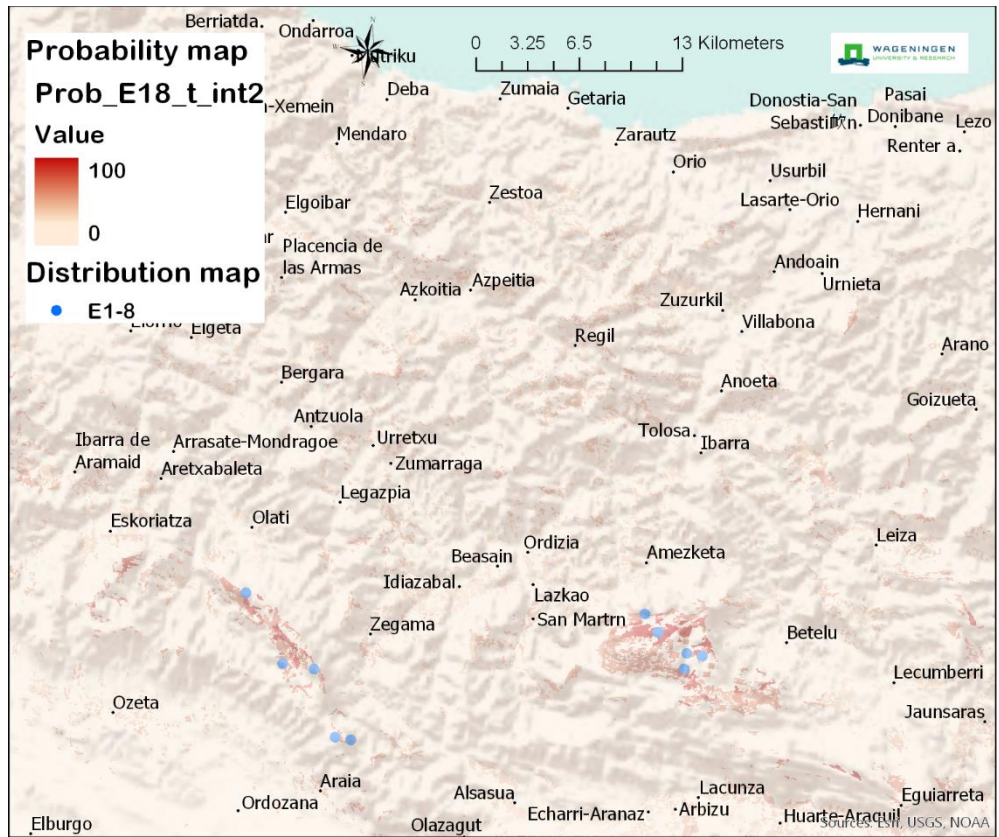 Berriatda
Ondarroa
Probability map
Prob_E18_t_int2
Value
100
0
Distribution map
E1-8
N
0 3.25 6.5 13 Kilometers
WAGENINGEN
UNIVERSITY & RESEARCH
Deba
Zumaia
Getaria
-Xemein
Mendaro
Zarautz
Donostia-San
Pasai
Donibane
Lezo
Renter a
Orio
Usurbil
Lasarte-Orio
Hernani
Elgoibar
Zestoa
Placencia de
las Armas
Andoain
Urnieta
Azkoitia
Azpeitia
Zuzurkil
Villabona
Elgeta
Regil
Arano
Bergara
Anoeta
Goizueta
Antzuola
Tolosa
Ibarra
Ibarra de
Aramaid
Arrasate-Mondragoe
Aretxabaleta
Urretxu
Zumarraga
Legazpia
Eskoriatza
Olati
Leiza
Beasain
Ordizia
Amezketa
Idiazabal
Lazkao
San Martrn
Zegama
Betelu
Lecumberri
Ozeta
Jaunsaras
Araia
Ordozana
Alsasua
Lacunza
Echarri-Aranaz
Arbizu
Eguiarreta
Huarte-Araquil
Elburgo
Olazagut
Sources: Esri, USGS, NOAA